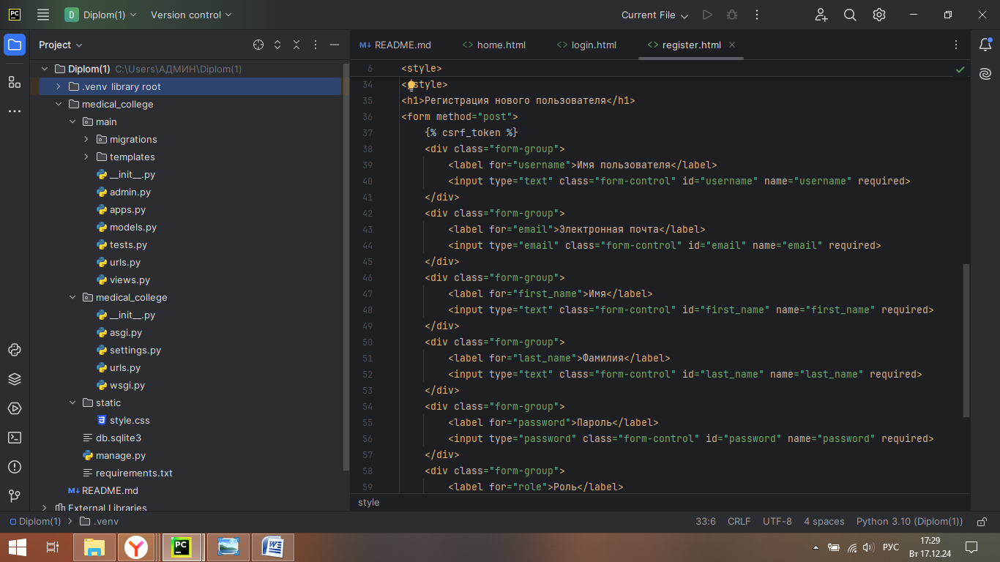 PC
D Diplom(1)
Version control
Current File
Project
README.md
home.html
login.html
register.html
Diplom(1) C:\Users\АДМИН\Diplom(1)
.venv library root
medical_college
main
migrations
templates
__init__.py
admin.py
apps.py
models.py
tests.py
urls.py
views.py
medical_college
__init__.py
asgi.py
settings.py
urls.py
wsgi.py
static
style.css
db.sqlite3
manage.py
requirements.txt
M↓ README.md
External Libraries
6 <style>
34 </style>
35 <h1>Регистрация нового пользователя</h1>
36 <form method="post">
37 {% csrf_token %}
38 <div class="form-group">
39 <label for="username">Имя пользователя</label>
40 <input type="text" class="form-control" id="username" name="username" required>
41 </div>
42 <div class="form-group">
43 <label for="email">Электронная почта</label>
44 <input type="email" class="form-control" id="email" name="email" required>
45 </div>
46 <div class="form-group">
47 <label for="first_name">Имя</label>
48 <input type="text" class="form-control" id="first_name" name="first_name" required>
49 </div>
50 <div class="form-group">
51 <label for="last_name">Фамилия</label>
52 <input type="text" class="form-control" id="last_name" name="last_name" required>
53 </div>
54 <div class="form-group">
55 <label for="password">Пароль</label>
56 <input type="password" class="form-control" id="password" name="password" required>
57 </div>
58 <div class="form-group">
59 <label for="role">Роль</label>
style
Diplom(1) > .venv
33:6 CRLF UTF-8 4 spaces Python 3.10 (Diplom(1))
РУС
17:29
Вт 17.12.24